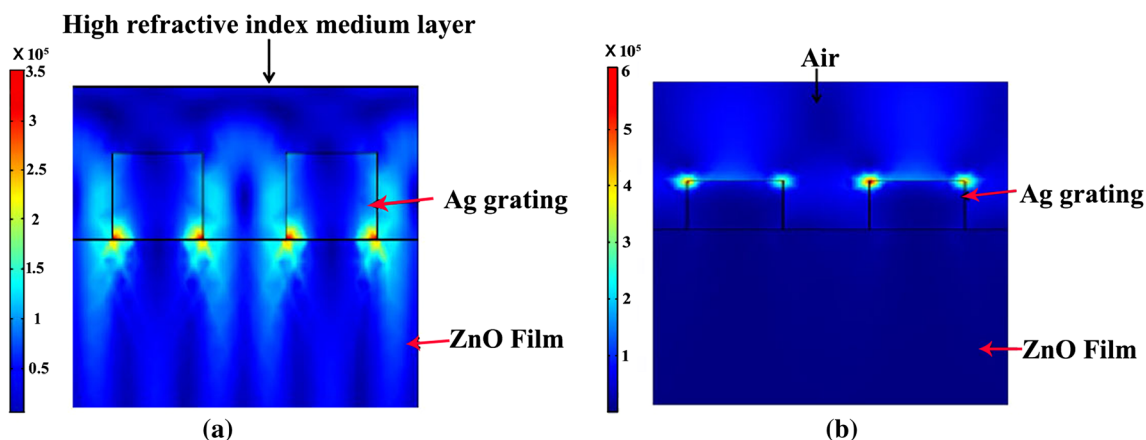 High refractive index medium layer
X 10⁵
3.5
3
2.5
2
1.5
1
0.5
Ag grating
ZnO Film
(a)
X 10⁵
6
5
4
3
2
1
Air
Ag grating
ZnO Film
(b)